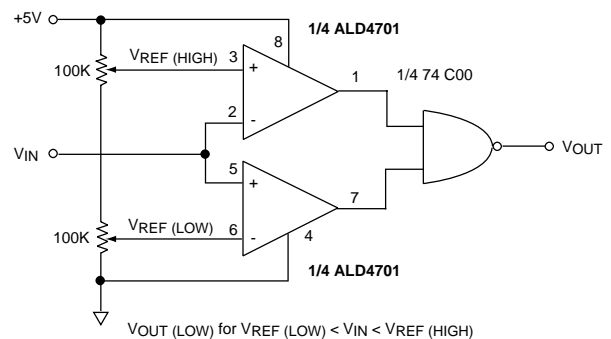 +5V
8
1/4 ALD4701
VREF (HIGH)
3
+
100K
1
1/4 74 C00
2
-
VIN
VOUT
5
+
7
VREF (LOW)
100K
6
-
4
1/4 ALD4701
VOUT (LOW) for VREF (LOW) < VIN < VREF (HIGH)